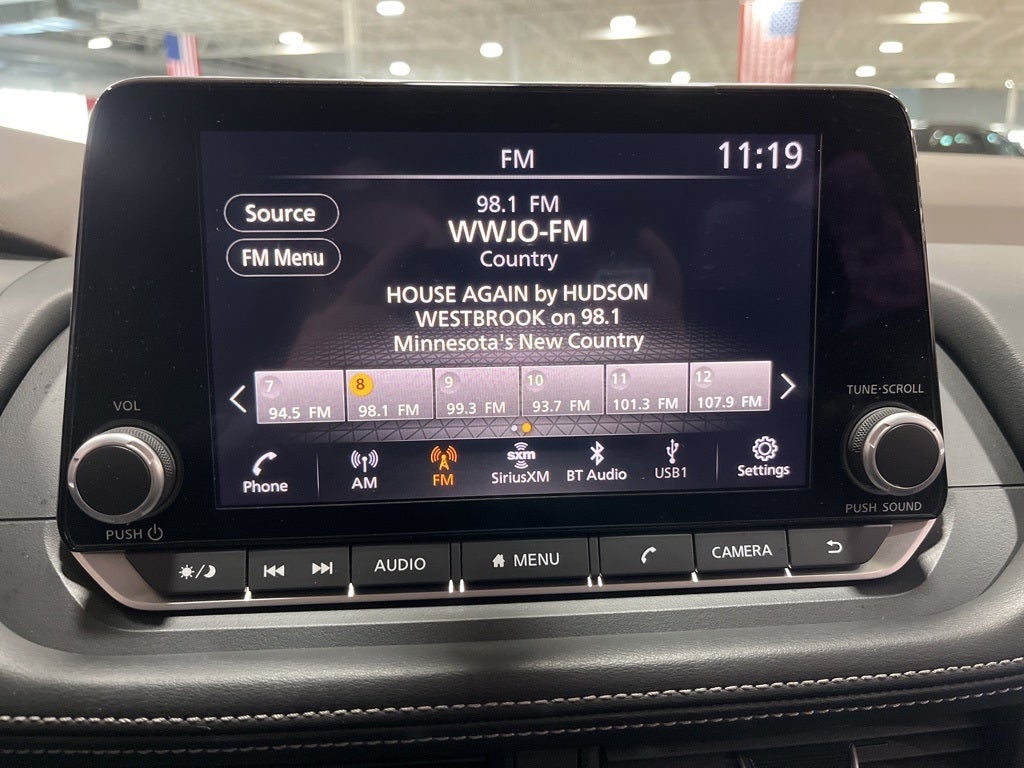 FM
11:19
Source
FM Menu
98.1 FM
WWJO-FM
Country
HOUSE AGAIN by HUDSON
WESTBROOK on 98.1
Minnesota's New Country
7
94.5 FM
8
98.1 FM
9
99.3 FM
10
93.7 FM
11
101.3 FM
12
107.9 FM
Phone
AM
FM
sxm
SiriusXM
BT Audio
USB1
Settings
VOL
PUSH
TUNE·SCROLL
PUSH SOUND
AUDIO
MENU
CAMERA